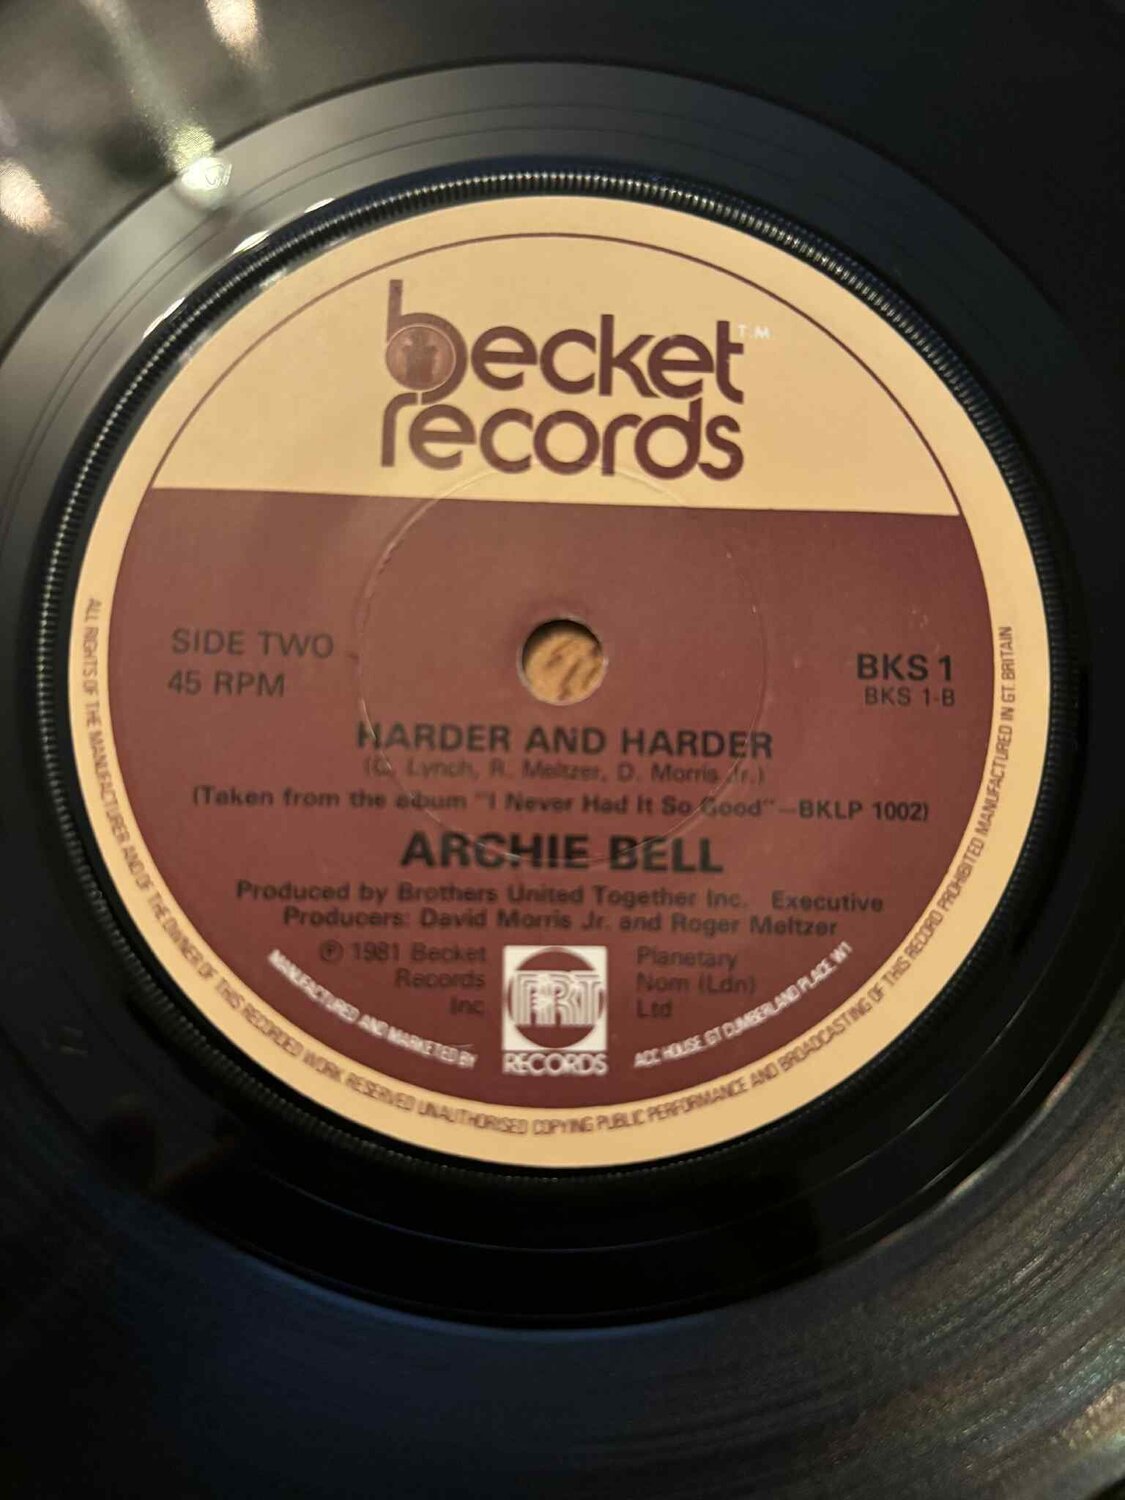 becket T.M
records
SIDE TWO
45 RPM
BKS 1
BKS 1-B
HARDER AND HARDER
(C. Lynch, R. Meltzer, D. Morris Jr.)
(Taken from the album "I Never Had It So Good"—BKLP 1002)
ARCHIE BELL
Produced by Brothers United Together Inc. Executive
Producers: David Morris Jr. and Roger Meltzer
℗ 1981 Becket
Records
Inc
Planetary
Nom (Ldn)
Ltd
MANUFACTURED AND MARKETED BY
RECORDS
ACC HOUSE, GT CUMBERLAND PLACE W1
ALL RIGHTS OF THE MANUFACTURER AND OF THE OWNER OF THIS RECORDED WORK RESERVED UNAUTHORISED COPYING PUBLIC PERFORMANCE AND BROADCASTING OF THIS RECORD PROHIBITED MANUFACTURED IN GT. BRITAIN